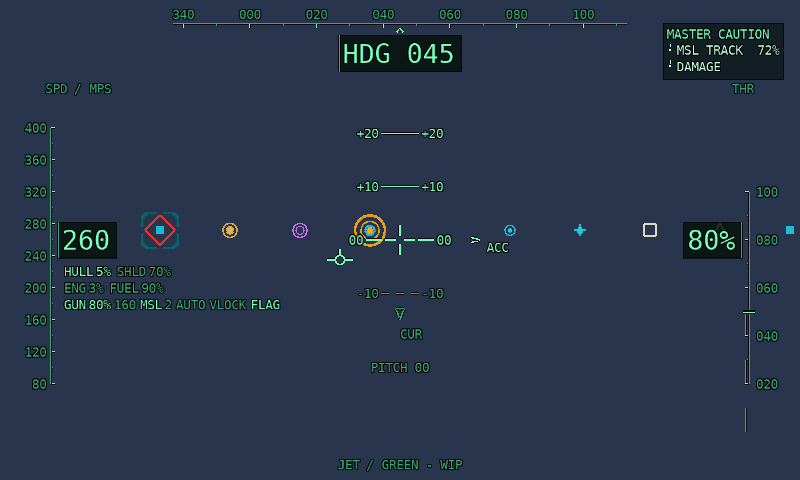 340 000 020 040 060 080 100
HDG 045
MASTER CAUTION
MSL TRACK 72%
DAMAGE
SPD / MPS
THR
400
360
320
280
240
200
160
120
80
260
+20 +20
+10 +10
00 00
-10 -10
ACC
CUR
PITCH 00
100
080
060
040
020
80%
HULL 5% SHLD 70%
ENG 3% FUEL 90%
GUN 80% 160 MSL 2 AUTO VLOCK FLAG
JET / GREEN - WIP